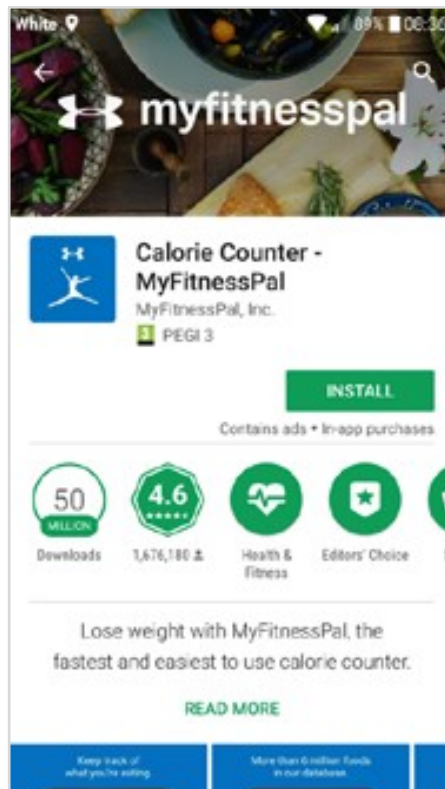 White
89% 08:36
myfitnesspal
Calorie Counter -
MyFitnessPal
MyFitnessPal, Inc.
3 PEGI 3
INSTALL
Contains ads • In-app purchases
50
MILLION
Downloads
4.6
1,676,180
Health &
Fitness
Editors' Choice
Lose weight with MyFitnessPal, the
fastest and easiest to use calorie counter.
READ MORE
Keep track of
what you're eating.
More than 6 million foods
in our database.